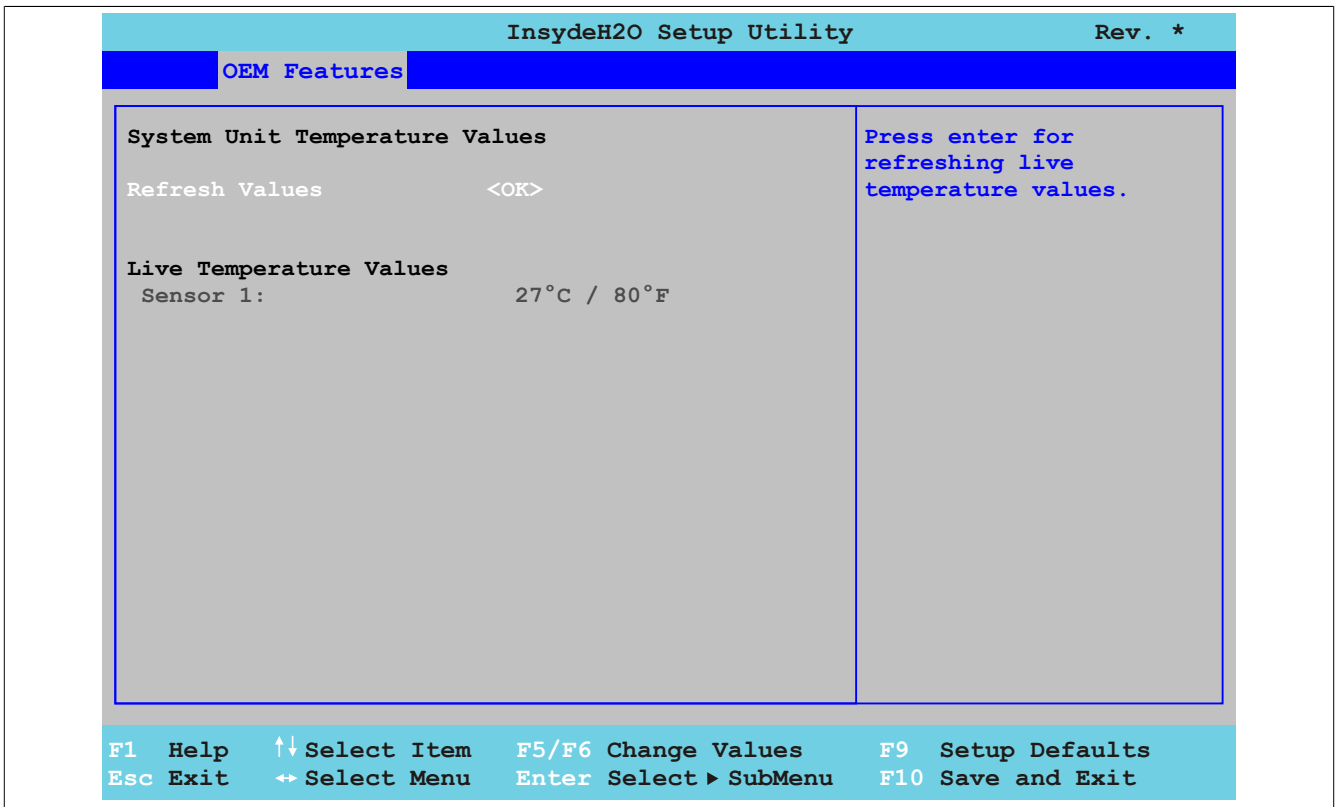 InsydeH2O Setup Utility Rev. *
OEM Features
System Unit Temperature Values
Refresh Values <OK>
Live Temperature Values
Sensor 1: 27°C / 80°F
Press enter for
refreshing live
temperature values.
F1 Help ↑↓ Select Item F5/F6 Change Values F9 Setup Defaults
Esc Exit ↔ Select Menu Enter Select ▶ SubMenu F10 Save and Exit